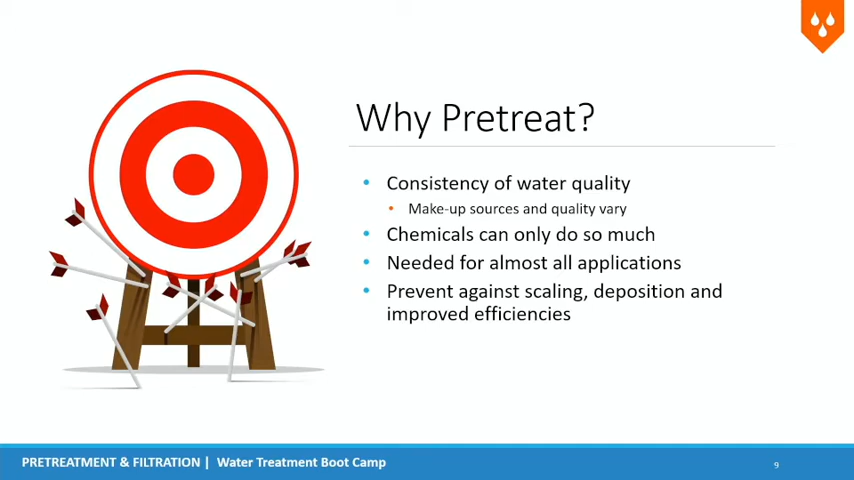 Why Pretreat?
• Consistency of water quality
• Make-up sources and quality vary
• Chemicals can only do so much
• Needed for almost all applications
• Prevent against scaling, deposition and
improved efficiencies
PRETREATMENT & FILTRATION | Water Treatment Boot Camp
9